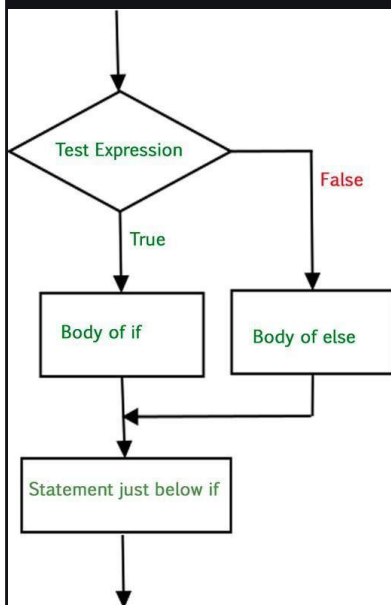 Test Expression
False
True
Body of if
Body of else
Statement just below if